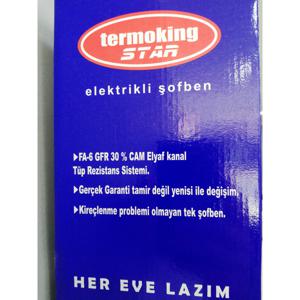 termoking
STAR
elektrikli şofben
➤FA-6 GFR 30 % CAM Elyaf kanal
Tüp Rezistans Sistemi.
➤Gerçek Garanti tamir değil yenisi ile değişim.
➤Kireçlenme problemi olmayan tek şofben.
HER EVE LAZIM